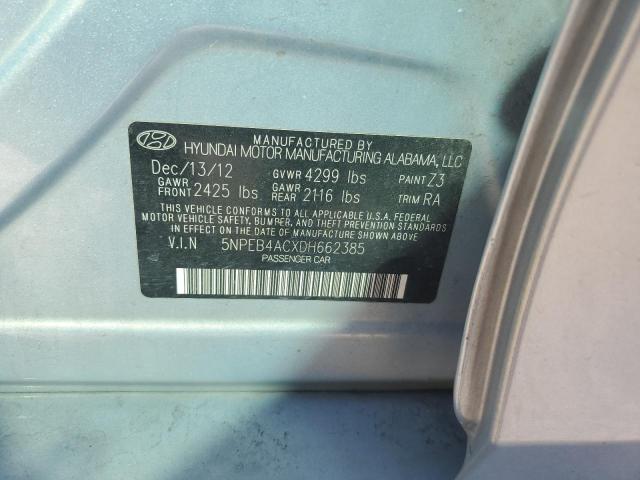 MANUFACTURED BY
HYUNDAI MOTOR MANUFACTURING ALABAMA, LLC
Dec/13/12 GVWR 4299 lbs PAINT Z3
GAWR FRONT 2425 lbs GAWR REAR 2116 lbs TRIM RA
THIS VEHICLE CONFORMS TO ALL APPLICABLE U.S.A. FEDERAL
MOTOR VEHICLE SAFETY, BUMPER, AND THEFT PREVENTION STANDARDS
IN EFFECT ON THE DATE OF MANUFACTURE SHOWN ABOVE.
V.I.N 5NPEB4ACXDH662385
PASSENGER CAR